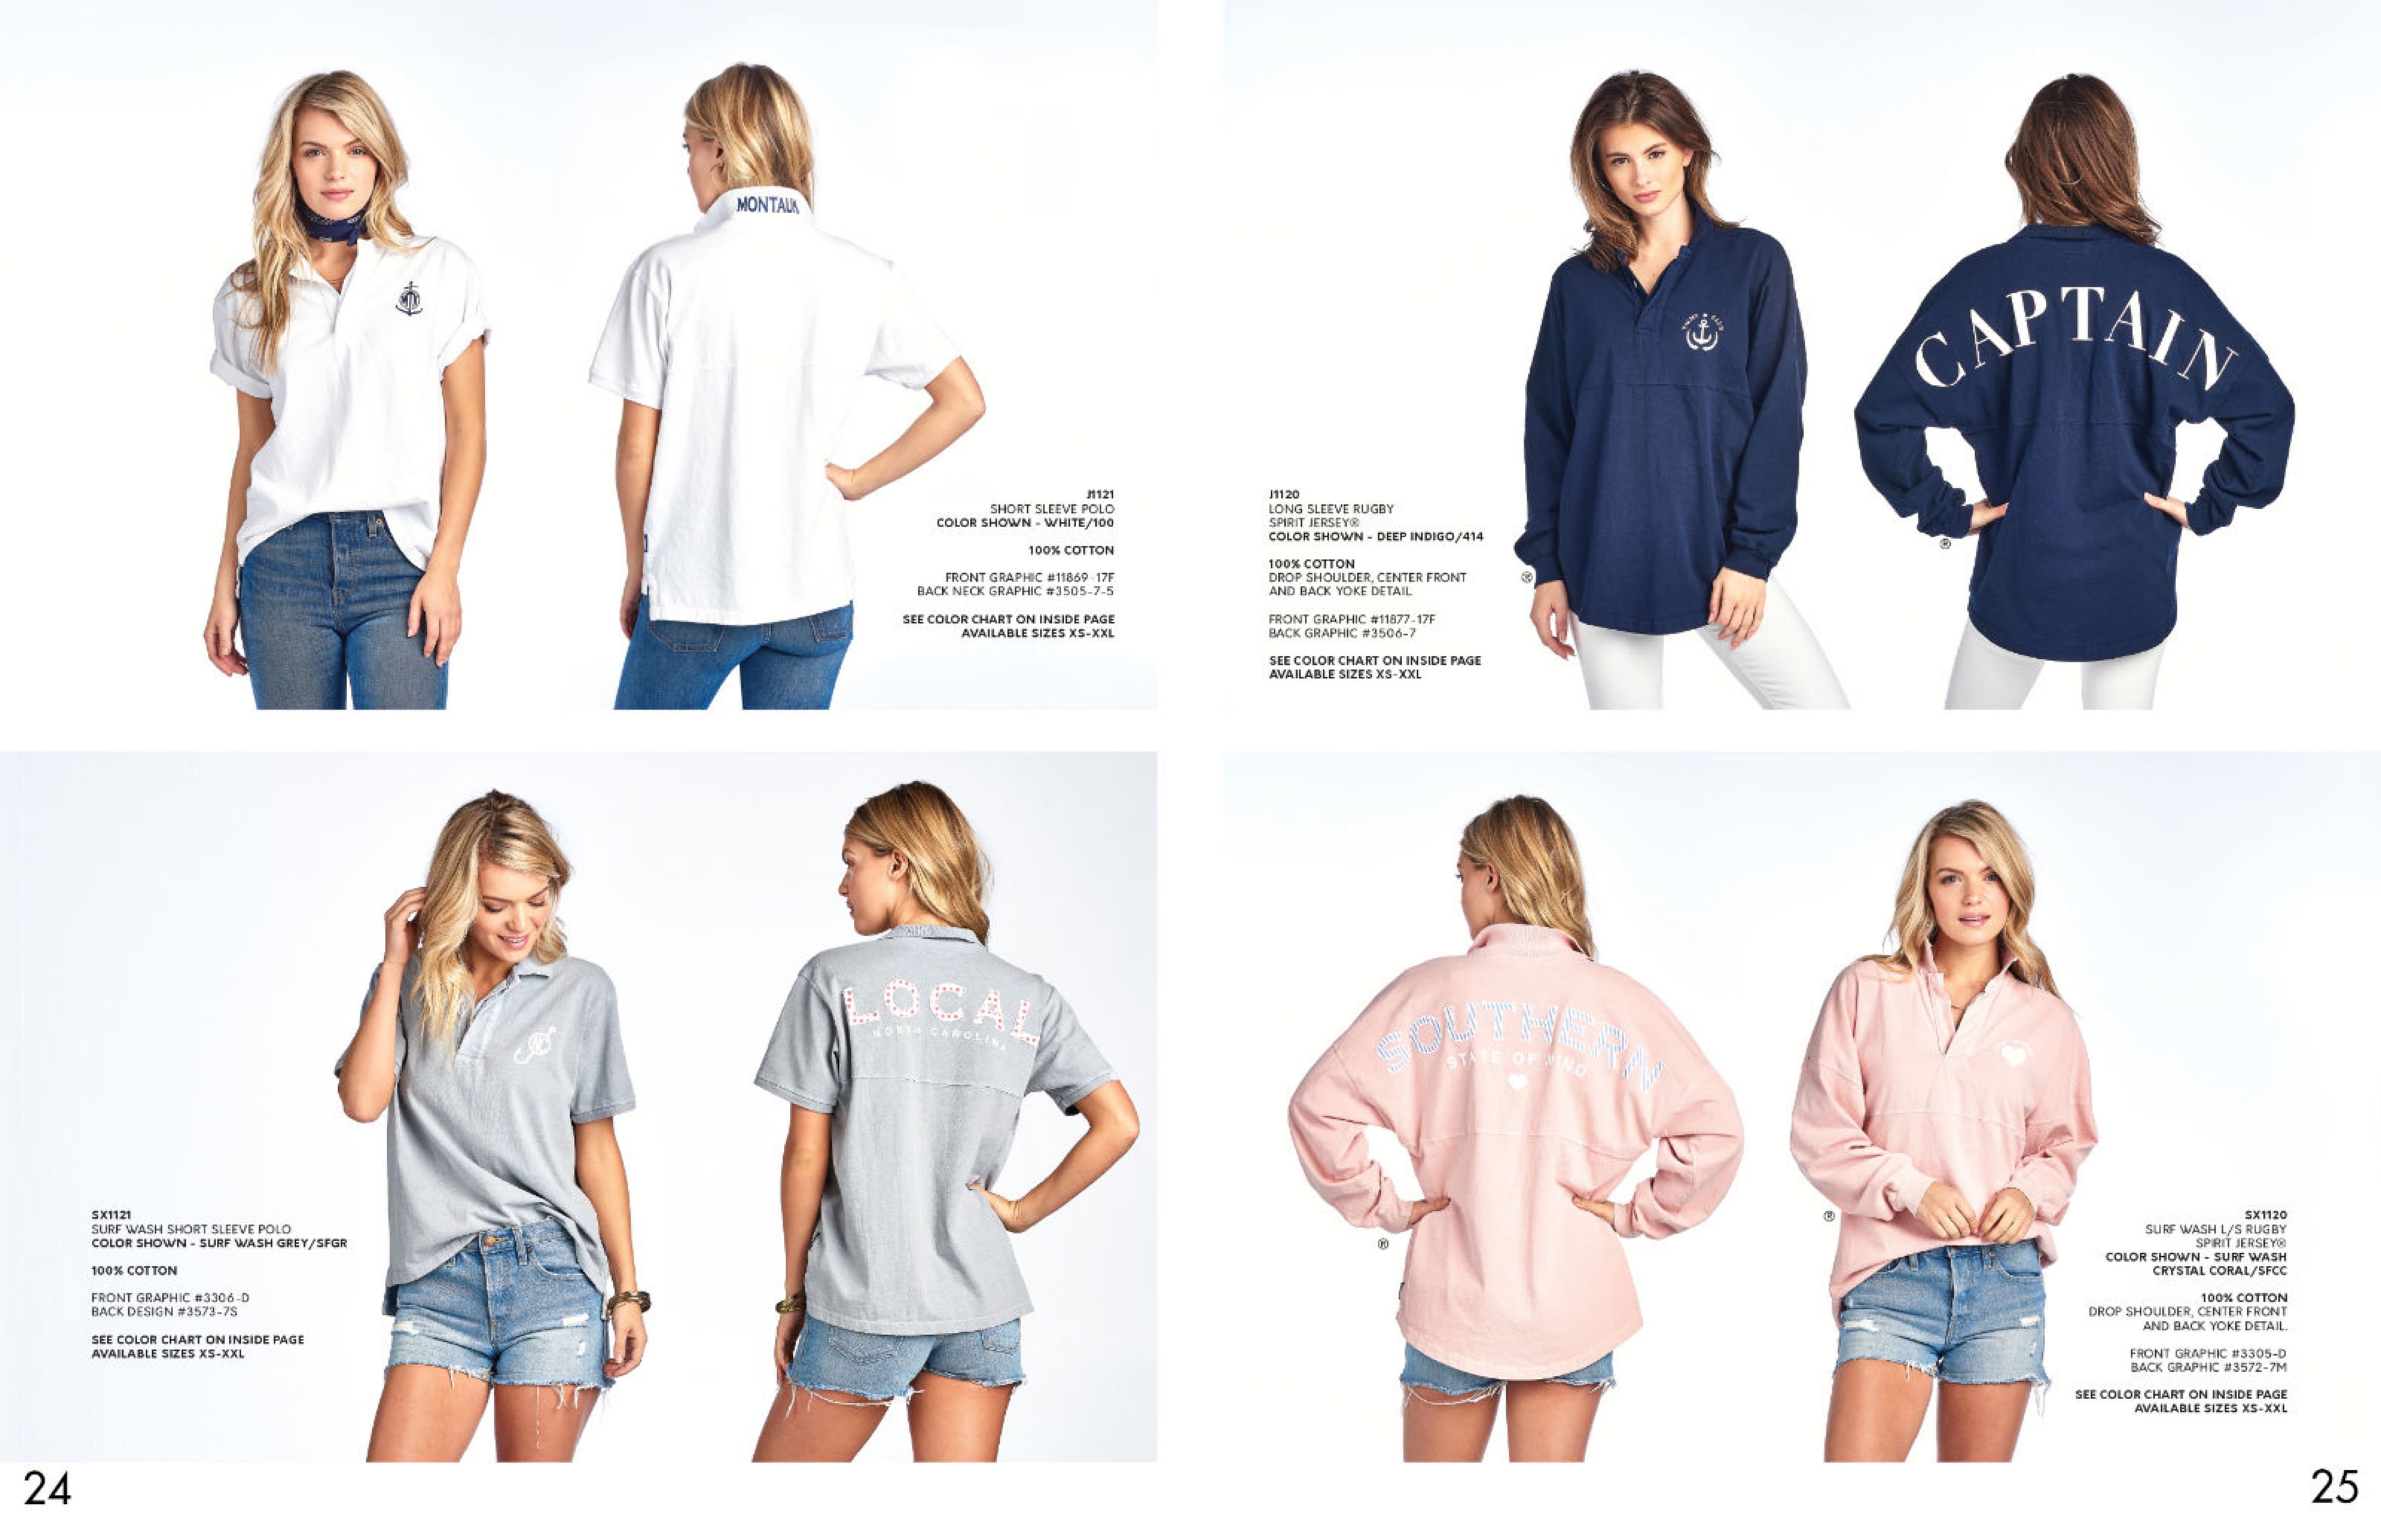 MONTAUK
J1121
SHORT SLEEVE POLO
COLOR SHOWN - WHITE/100
100% COTTON
FRONT GRAPHIC #11869-17F
BACK NECK GRAPHIC #3505-7-5
SEE COLOR CHART ON INSIDE PAGE
AVAILABLE SIZES XS-XXL
YACHT CLUB
CAPTAIN
®
®
J1120
LONG SLEEVE RUGBY
SPIRIT JERSEY®
COLOR SHOWN - DEEP INDIGO/414
100% COTTON
DROP SHOULDER, CENTER FRONT
AND BACK YOKE DETAIL
FRONT GRAPHIC #11877-17F
BACK GRAPHIC #3506-7
SEE COLOR CHART ON INSIDE PAGE
AVAILABLE SIZES XS-XXL
LOCAL
NORTH CAROLINA
SX1121
SURF WASH SHORT SLEEVE POLO
COLOR SHOWN - SURF WASH GREY/SFGR
100% COTTON
FRONT GRAPHIC #3306-D
BACK DESIGN #3573-7S
SEE COLOR CHART ON INSIDE PAGE
AVAILABLE SIZES XS-XXL
SOUTHERN
STATE OF MIND
®
®
SX1120
SURF WASH L/S RUGBY
SPIRIT JERSEY®
COLOR SHOWN - SURF WASH
CRYSTAL CORAL/SFCC
100% COTTON
DROP SHOULDER, CENTER FRONT
AND BACK YOKE DETAIL.
FRONT GRAPHIC #3305-D
BACK GRAPHIC #3572-7M
SEE COLOR CHART ON INSIDE PAGE
AVAILABLE SIZES XS-XXL
24
25